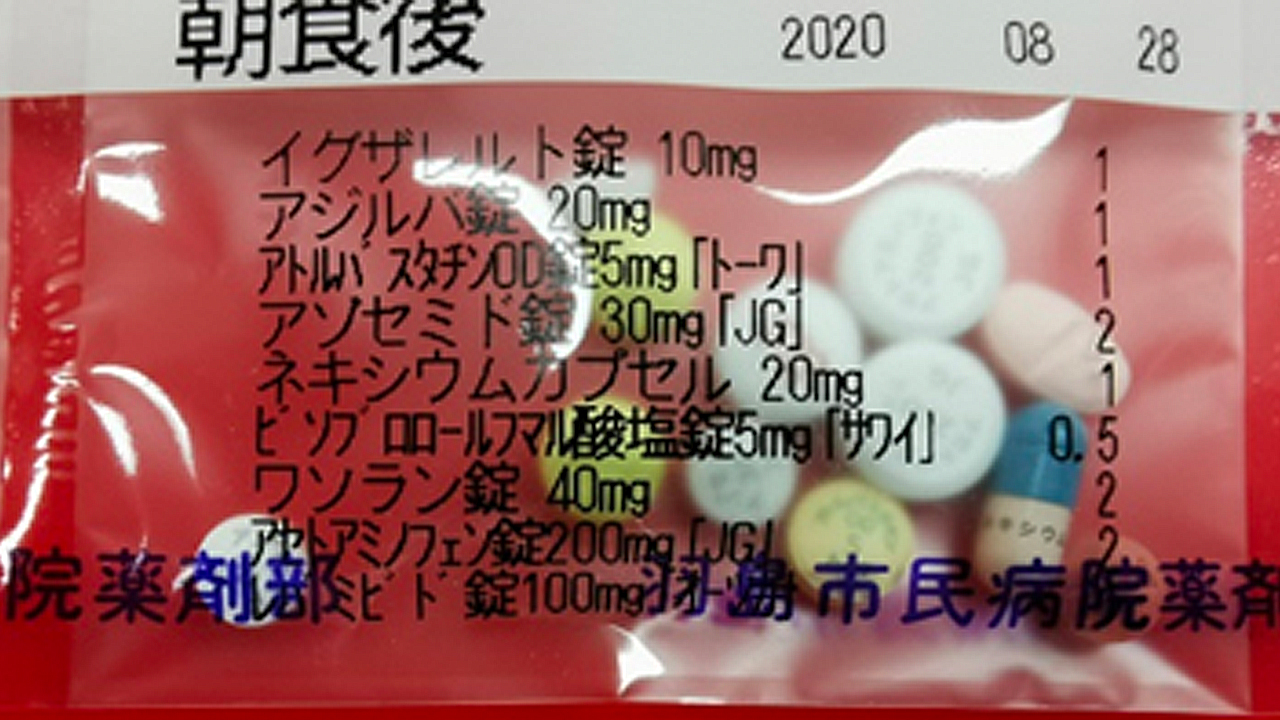 朝食後 2020 08 28
イグザレルト錠 10mg 1
アジルバ錠 20mg 1
アトルバスタチンOD錠5mg「トーワ」 1
アゾセミド錠 30mg「JG」 2
ネキシウムカプセル 20mg 1
ビソプロロールフマル酸塩錠5mg「サワイ」 0.5
ワソラン錠 40mg 2
アセトアミノフェン錠200mg「JG」 2
ミド錠100mg
院薬剤部 羽島市民病院薬剤